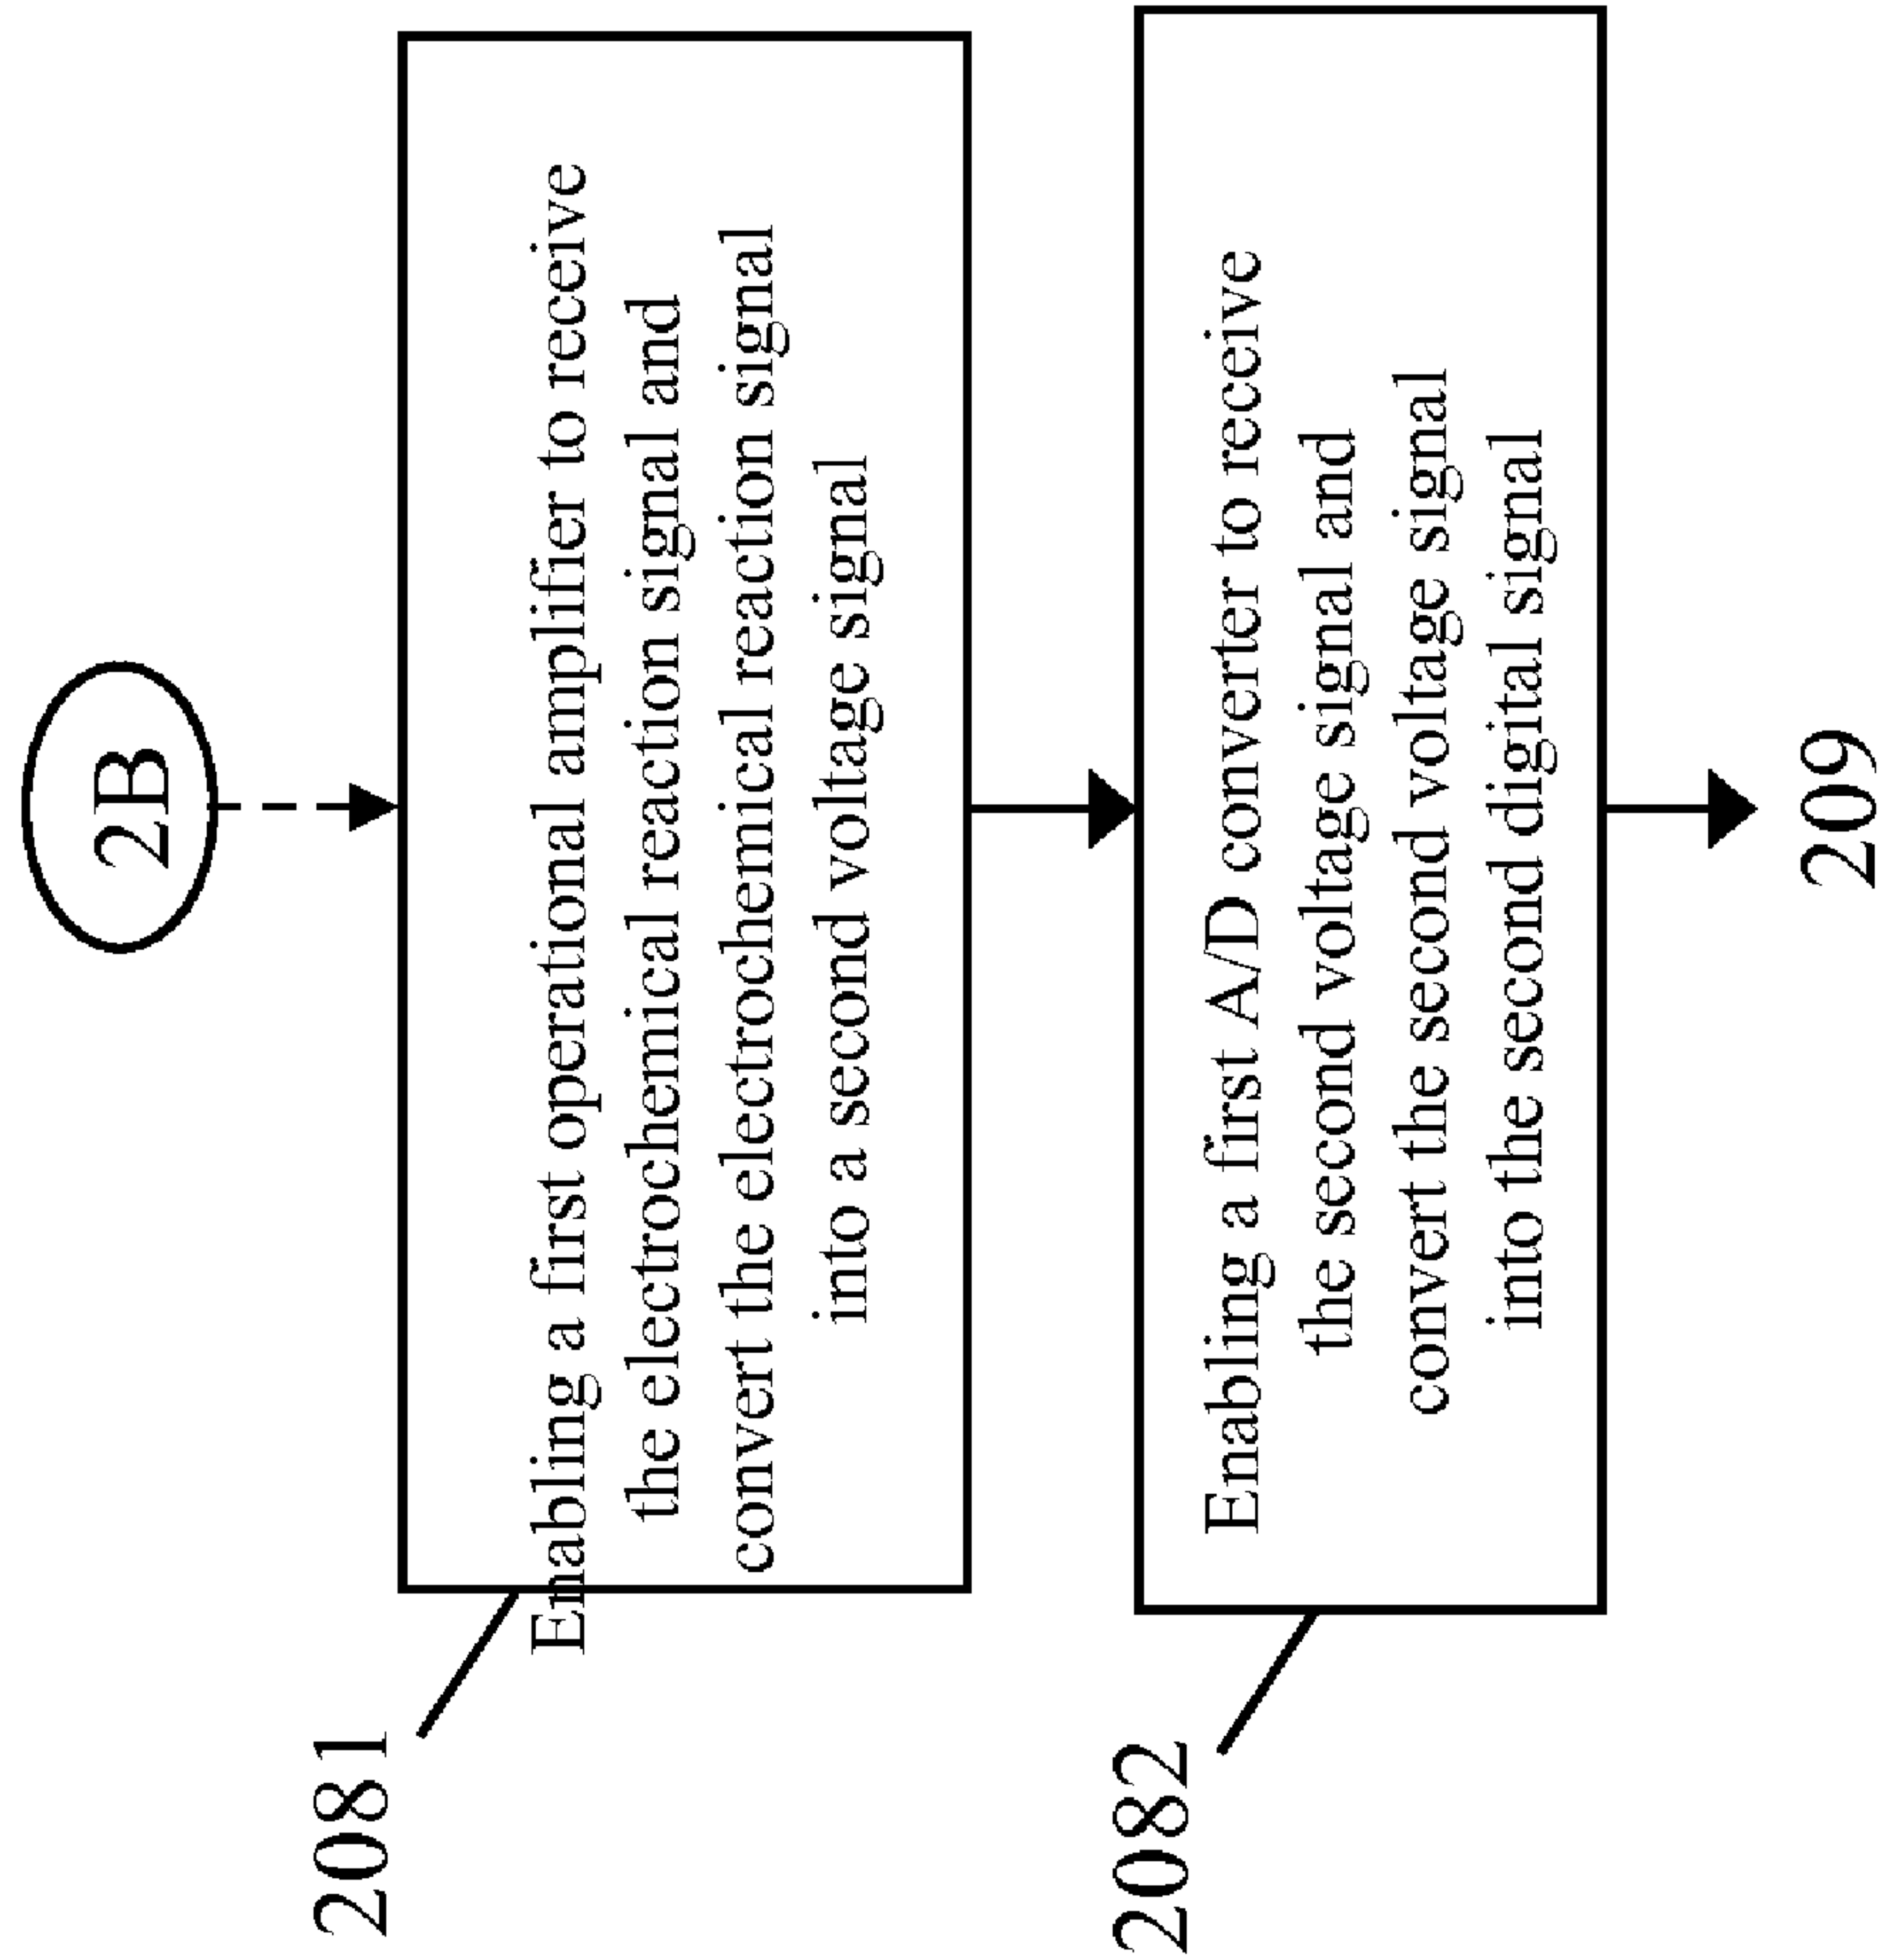 2B
2081
Enabling a first operational amplifier to receive
the electrochemical reaction signal and
convert the electrochemical reaction signal
into a second voltage signal
2082
Enabling a first A/D converter to receive
the second voltage signal and
convert the second voltage signal
into the second digital signal
209